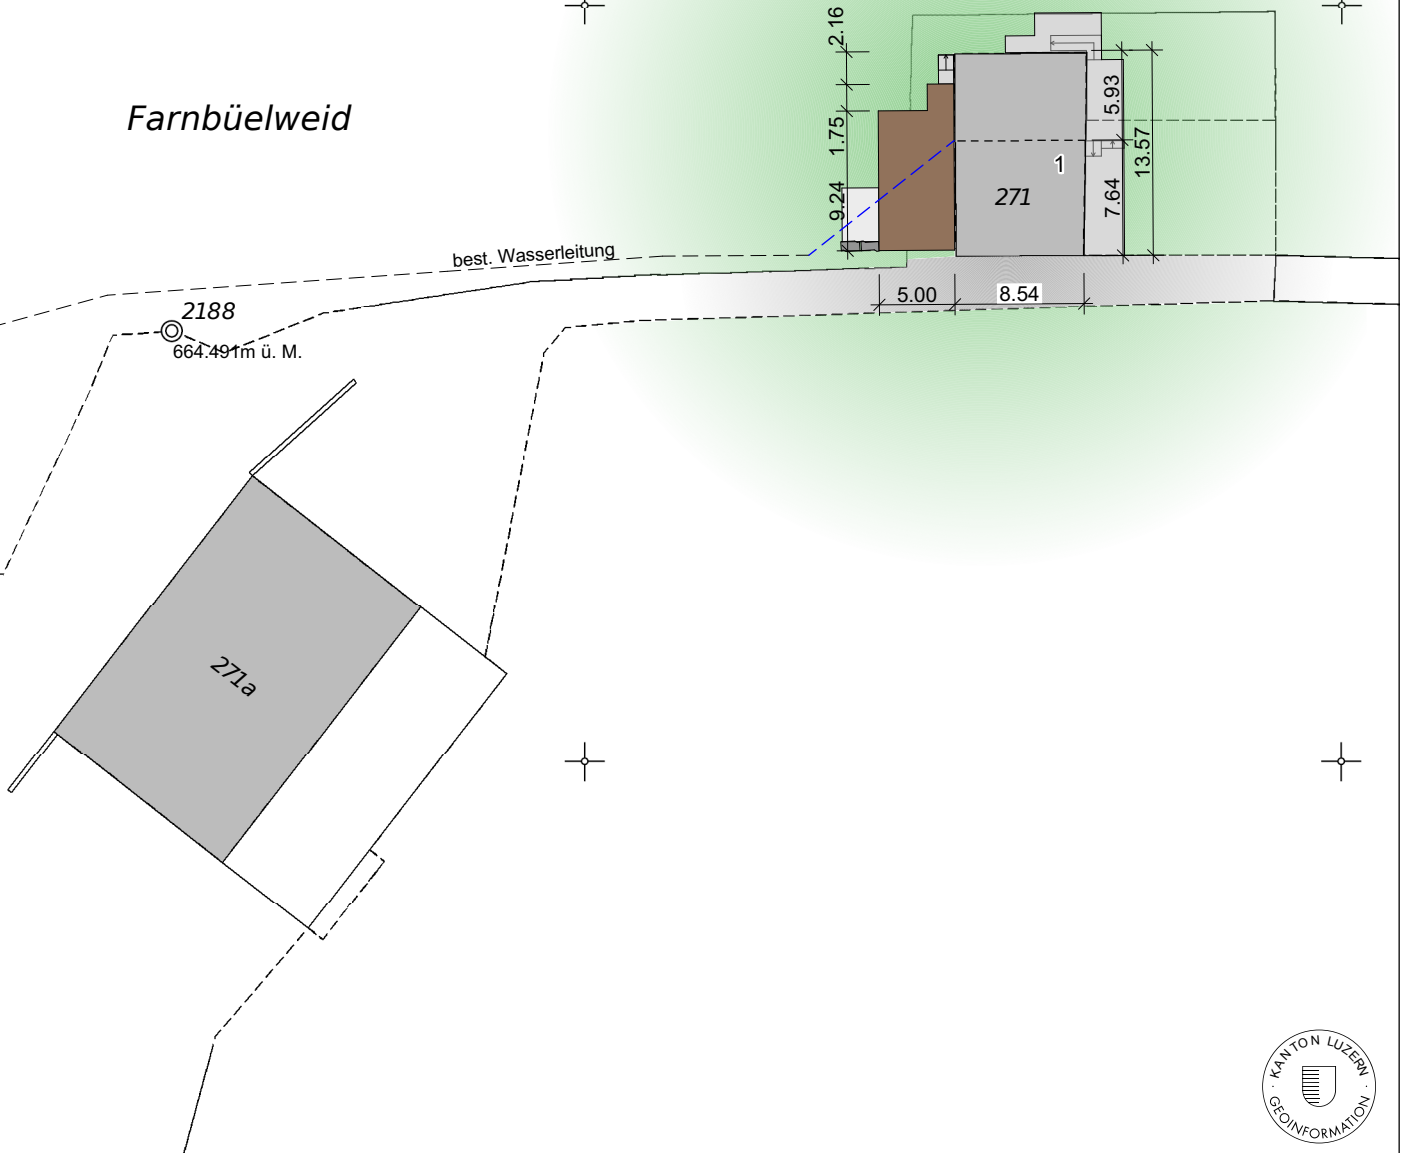 2.16
Farnbüelweid
5.93
1.75
13.57
1
271
7.64
9.24
best. Wasserleitung
5.00
8.54
2188
664.491m ü. M.
271a
· KANTON LUZERN ·
GEOINFORMATION